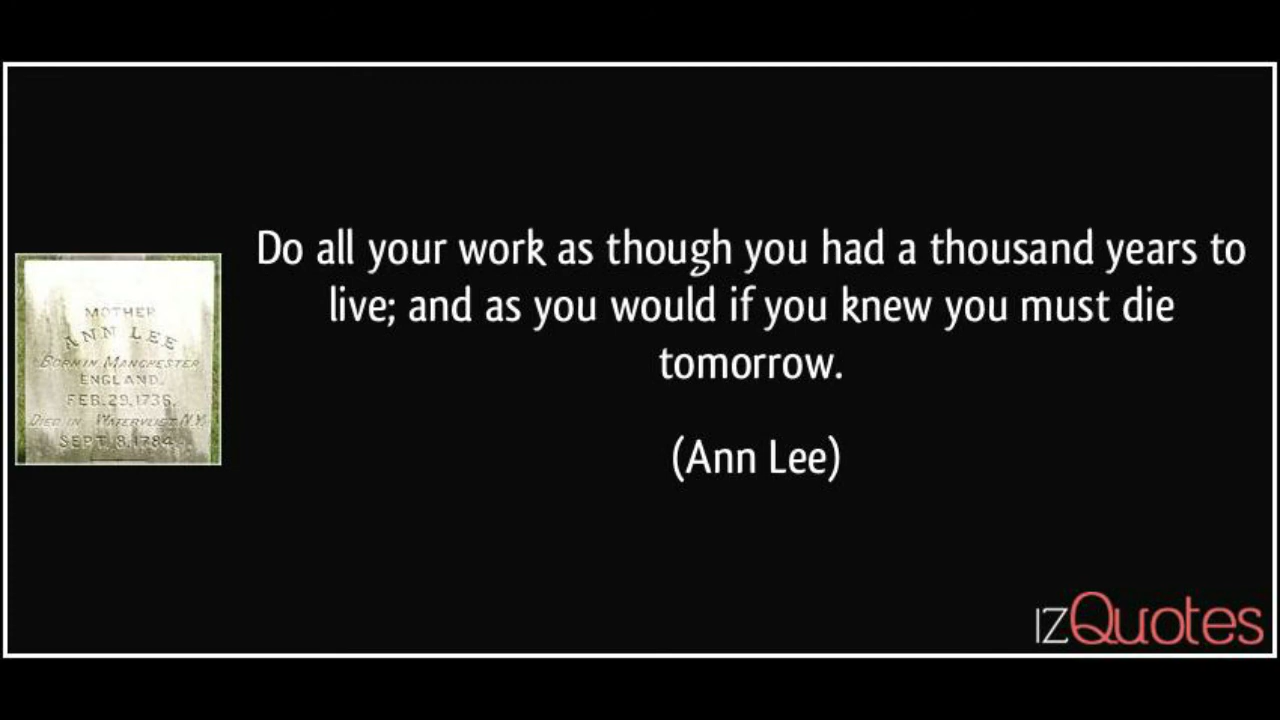 MOTHER
ANN LEE
BORN IN MANCHESTER
ENGLAND.
FEB. 29, 1736.
DIED IN WATERVLIET N.Y.
SEPT. 8, 1784
Do all your work as though you had a thousand years to
live; and as you would if you knew you must die
tomorrow.
(Ann Lee)
IZQUOTES